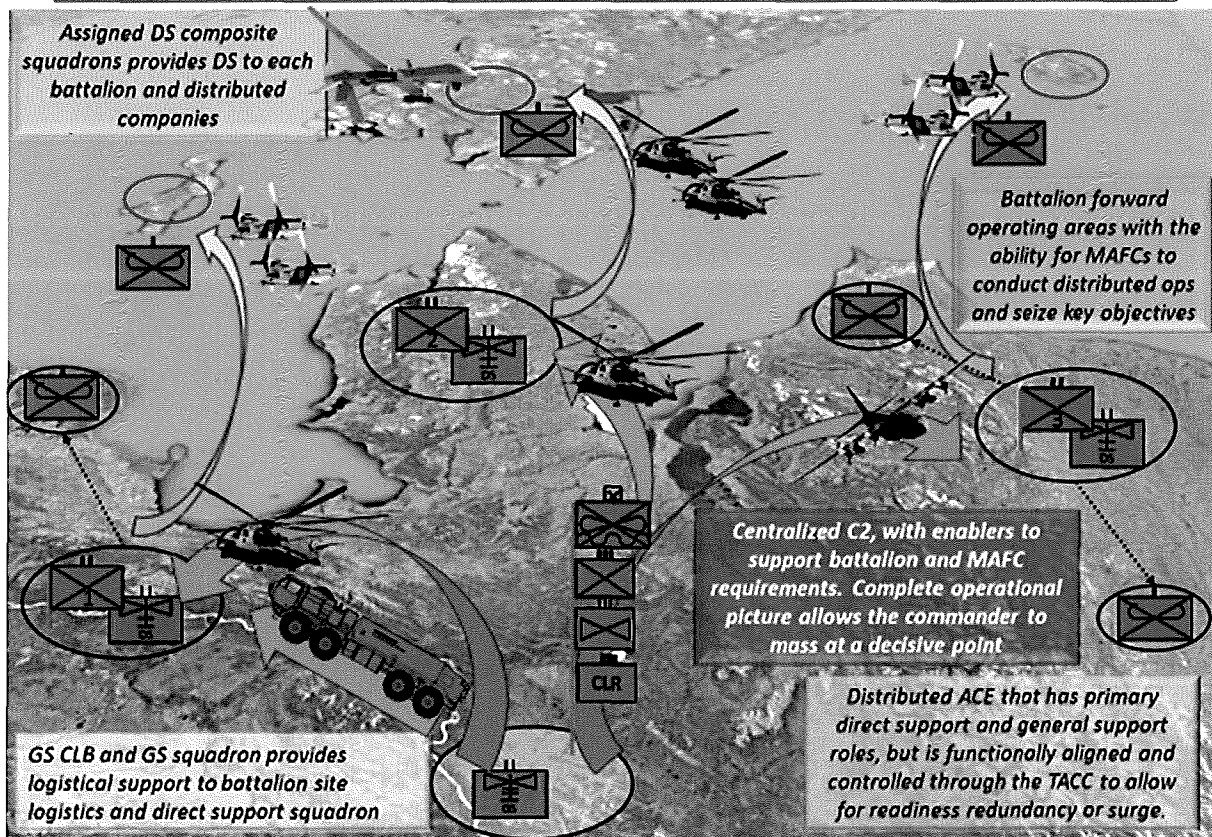 Assigned DS composite
squadrons provides DS to each
battalion and distributed
companies
Battalion forward
operating areas with the
ability for MAFCs to
conduct distributed ops
and seize key objectives
2
3
1
Centralized C2, with enablers to
support battalion and MAFC
requirements. Complete operational
picture allows the commander to
mass at a decisive point
CLR
Distributed ACE that has primary
direct support and general support
roles, but is functionally aligned and
controlled through the TACC to allow
for readiness redundancy or surge.
GS CLB and GS squadron provides
logistical support to battalion site
logistics and direct support squadron